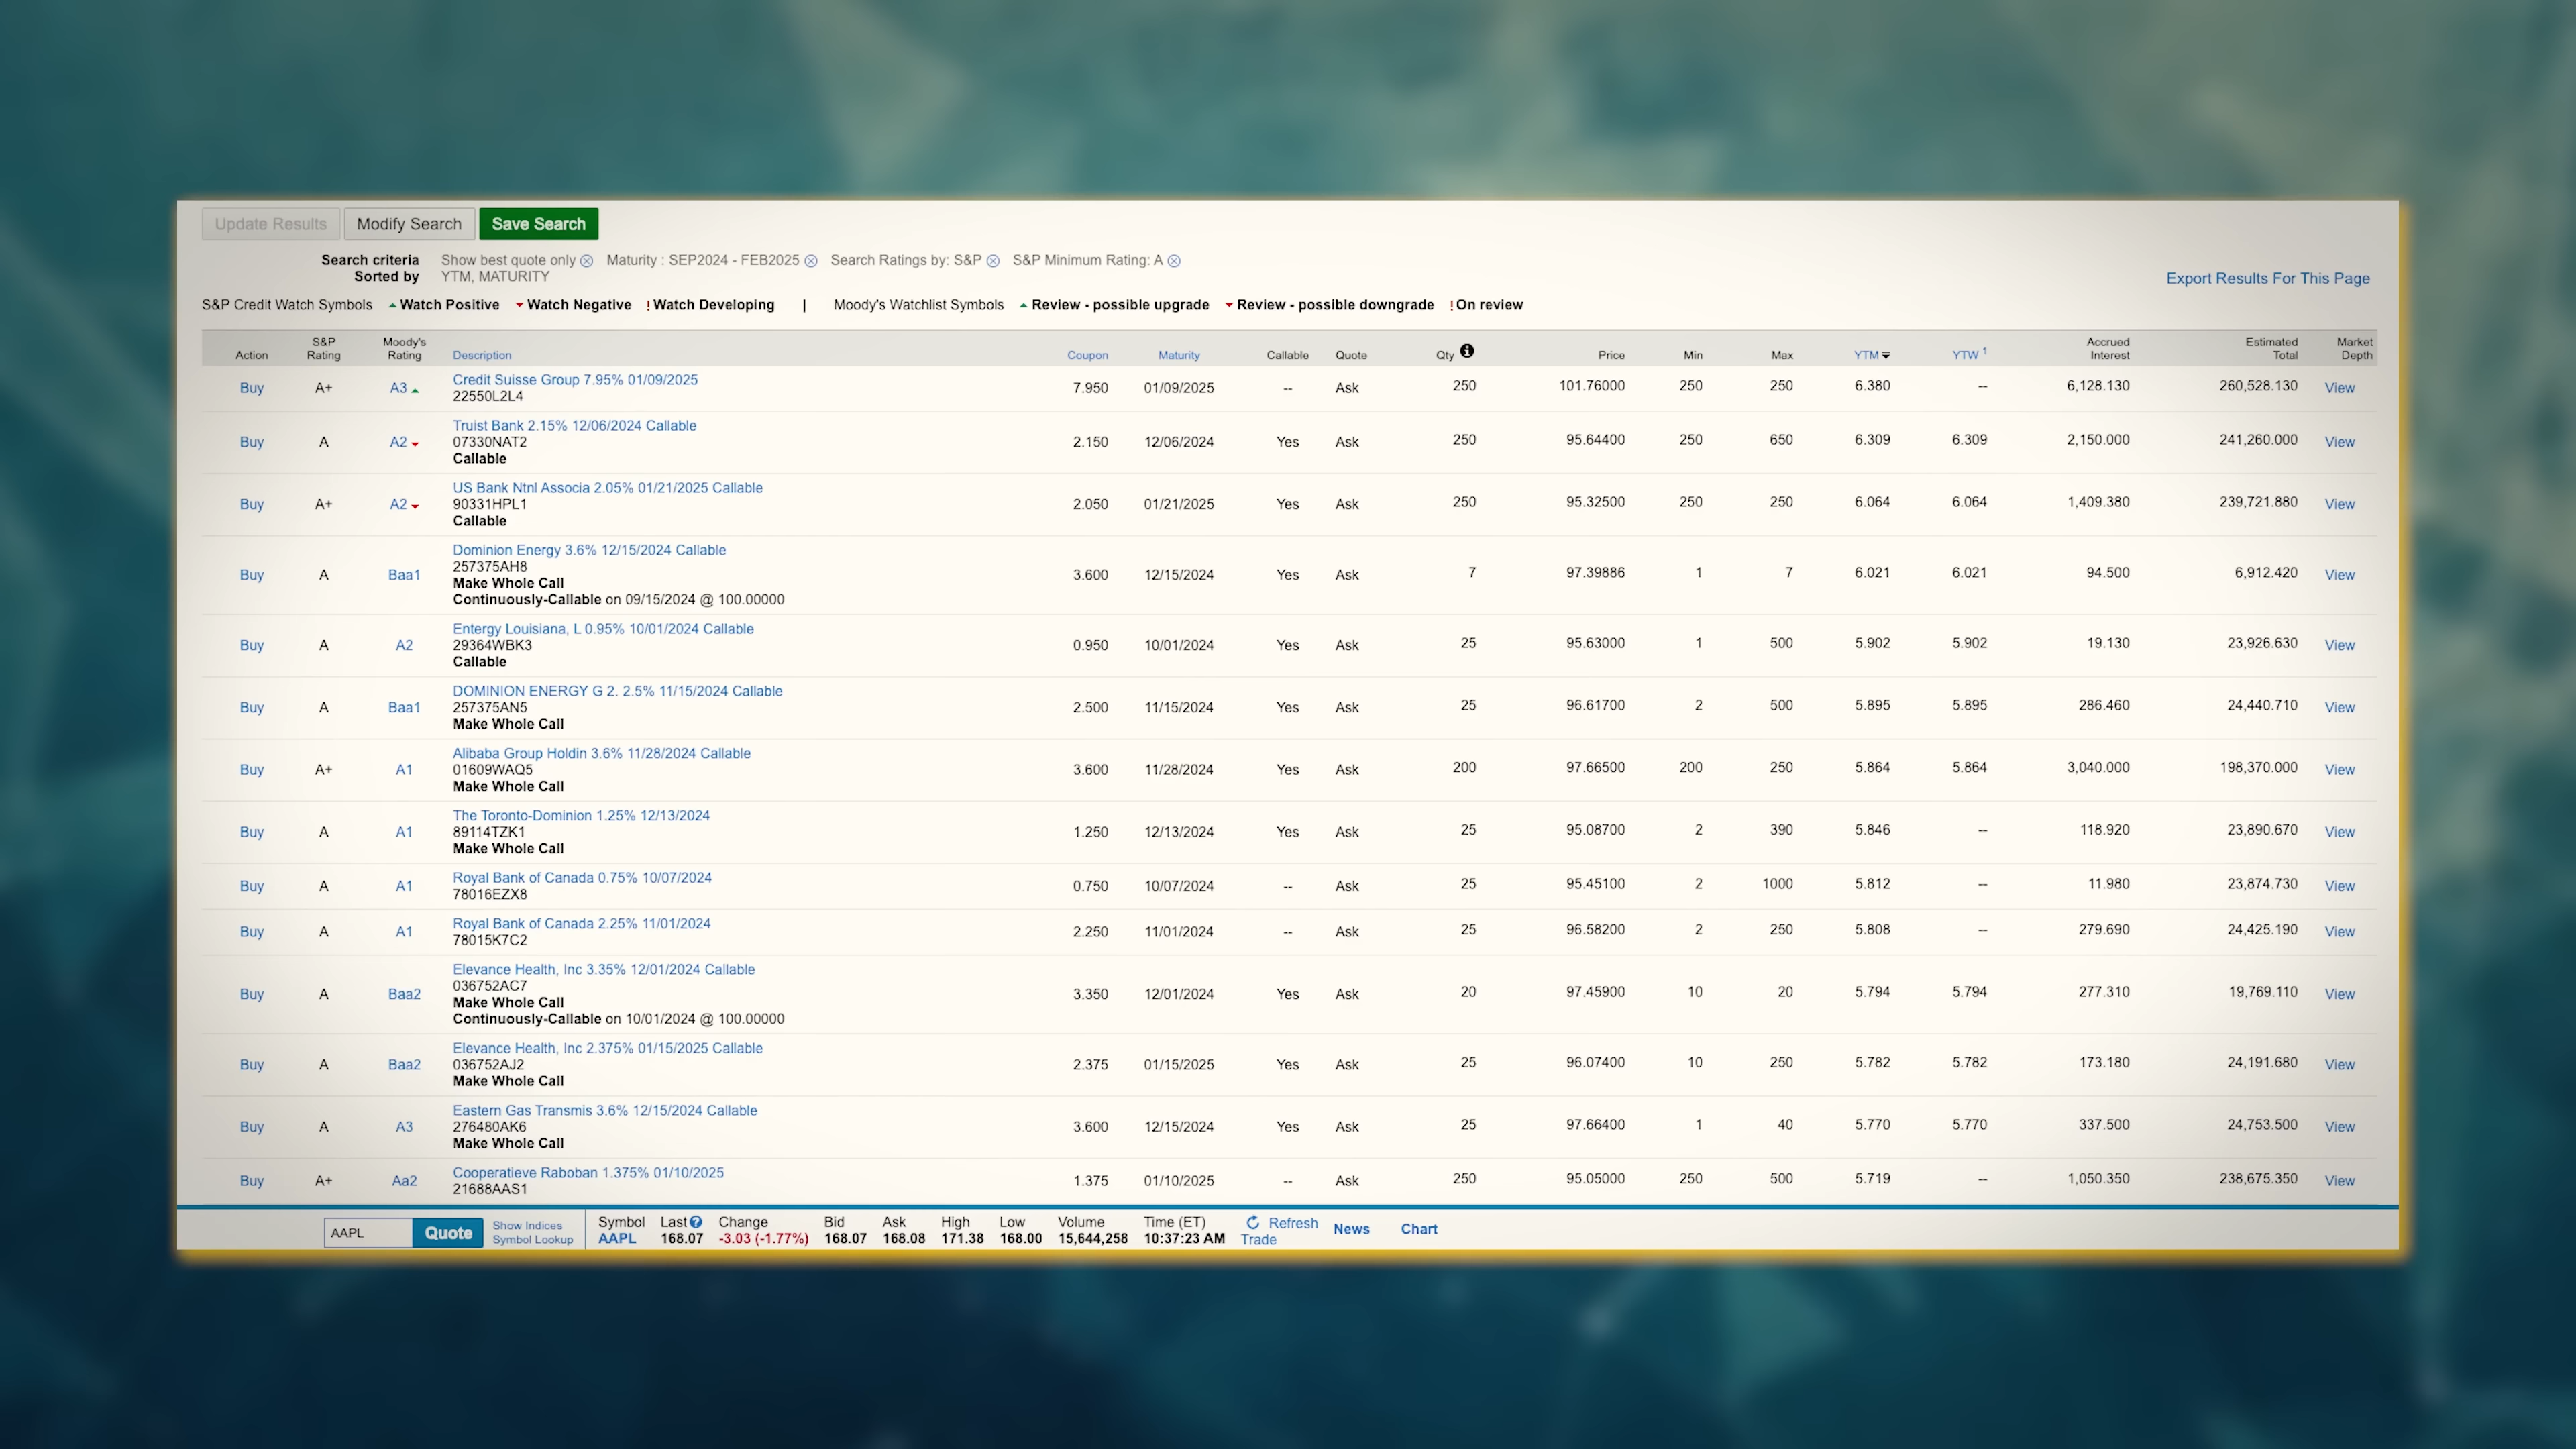 Update Results Modify Search Save Search
Search criteria Show best quote only Maturity : SEP2024 - FEB2025 Search Ratings by: S&P S&P Minimum Rating: A
Sorted by YTM, MATURITY
Export Results For This Page
S&P Credit Watch Symbols Watch Positive Watch Negative ! Watch Developing | Moody's Watchlist Symbols Review - possible upgrade Review - possible downgrade ! On review
Action S&P Rating Moody's Rating Description Coupon Maturity Callable Quote Qty Price Min Max YTM YTW 1 Accrued Interest Estimated Total Market Depth
Buy A+ A3 Credit Suisse Group 7.95% 01/09/2025 7.950 01/09/2025 -- Ask 250 101.76000 250 250 6.380 -- 6,128.130 260,528.130 View
22550L2L4
Buy A A2 Truist Bank 2.15% 12/06/2024 Callable 2.150 12/06/2024 Yes Ask 250 95.64400 250 650 6.309 6.309 2,150.000 241,260.000 View
07330NAT2
Callable
Buy A+ A2 US Bank Ntnl Associa 2.05% 01/21/2025 Callable 2.050 01/21/2025 Yes Ask 250 95.32500 250 250 6.064 6.064 1,409.380 239,721.880 View
90331HPL1
Callable
Buy A Baa1 Dominion Energy 3.6% 12/15/2024 Callable 3.600 12/15/2024 Yes Ask 7 97.39886 1 7 6.021 6.021 94.500 6,912.420 View
257375AH8
Make Whole Call
Continuously-Callable on 09/15/2024 @ 100.00000
Buy A A2 Entergy Louisiana, L 0.95% 10/01/2024 Callable 0.950 10/01/2024 Yes Ask 25 95.63000 1 500 5.902 5.902 19.130 23,926.630 View
29364WBK3
Callable
Buy A Baa1 DOMINION ENERGY G 2. 2.5% 11/15/2024 Callable 2.500 11/15/2024 Yes Ask 25 96.61700 2 500 5.895 5.895 286.460 24,440.710 View
257375AN5
Make Whole Call
Buy A+ A1 Alibaba Group Holdin 3.6% 11/28/2024 Callable 3.600 11/28/2024 Yes Ask 200 97.66500 200 250 5.864 5.864 3,040.000 198,370.000 View
01609WAQ5
Make Whole Call
Buy A A1 The Toronto-Dominion 1.25% 12/13/2024 1.250 12/13/2024 Yes Ask 25 95.08700 2 390 5.846 -- 118.920 23,890.670 View
89114TZK1
Make Whole Call
Buy A A1 Royal Bank of Canada 0.75% 10/07/2024 0.750 10/07/2024 -- Ask 25 95.45100 2 1000 5.812 -- 11.980 23,874.730 View
78016EZX8
Buy A A1 Royal Bank of Canada 2.25% 11/01/2024 2.250 11/01/2024 -- Ask 25 96.58200 2 250 5.808 -- 279.690 24,425.190 View
78015K7C2
Buy A Baa2 Elevance Health, Inc 3.35% 12/01/2024 Callable 3.350 12/01/2024 Yes Ask 20 97.45900 10 20 5.794 5.794 277.310 19,769.110 View
036752AC7
Make Whole Call
Continuously-Callable on 10/01/2024 @ 100.00000
Buy A Baa2 Elevance Health, Inc 2.375% 01/15/2025 Callable 2.375 01/15/2025 Yes Ask 25 96.07400 10 250 5.782 5.782 173.180 24,191.680 View
036752AJ2
Make Whole Call
Buy A A3 Eastern Gas Transmis 3.6% 12/15/2024 Callable 3.600 12/15/2024 Yes Ask 25 97.66400 1 40 5.770 5.770 337.500 24,753.500 View
276480AK6
Make Whole Call
Buy A+ Aa2 Cooperatieve Raboban 1.375% 01/10/2025 1.375 01/10/2025 -- Ask 250 95.05000 250 500 5.719 -- 1,050.350 238,675.350 View
21688AAS1
AAPL Quote Show Indices Symbol Last Change Bid Ask High Low Volume Time (ET) Refresh News Chart
Symbol Lookup AAPL 168.07 -3.03 (-1.77%) 168.07 168.08 171.38 168.00 15,644,258 10:37:23 AM Trade